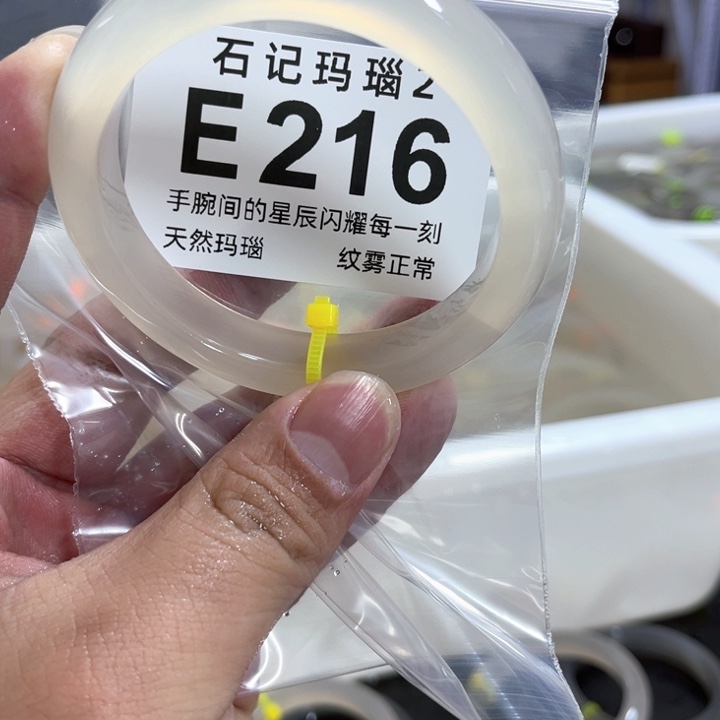 石记玛瑙2
E216
手腕间的星辰闪耀每一刻
天然玛瑙 纹雾正常